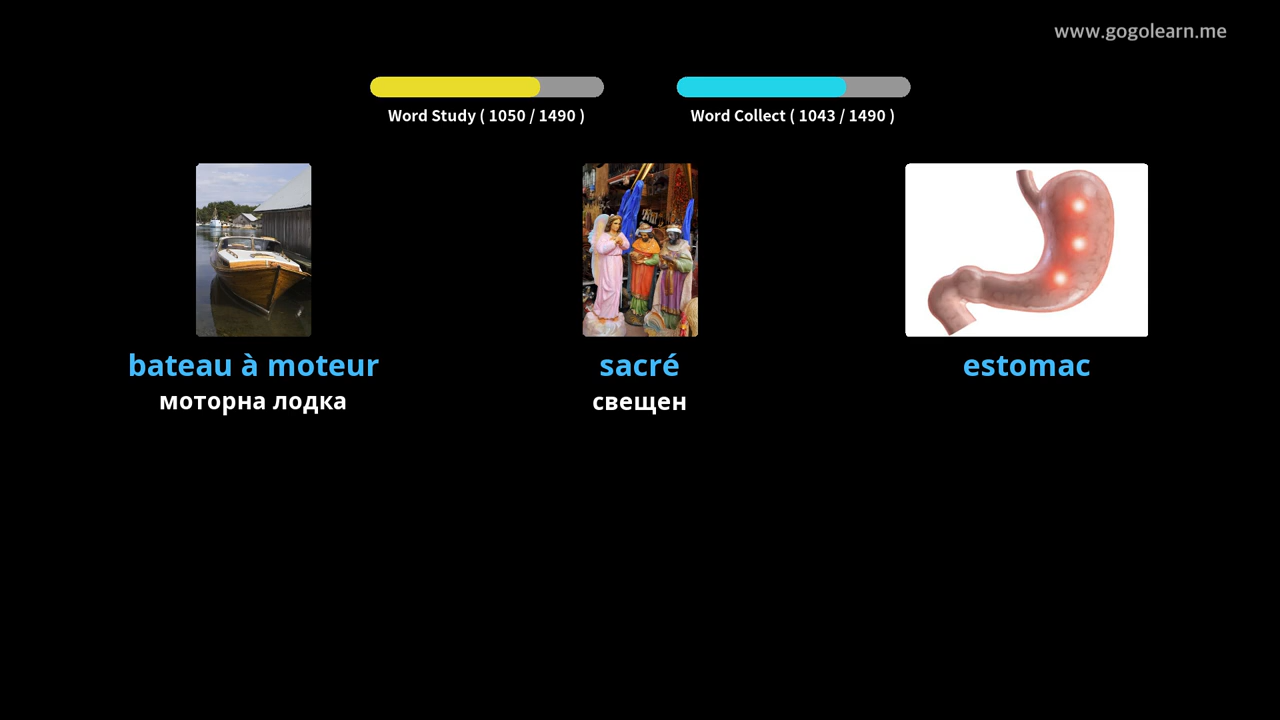 www.gogolearn.me
Word Study ( 1050 / 1490 )
Word Collect ( 1043 / 1490 )
bateau à moteur
моторна лодка
sacré
свещен
estomac